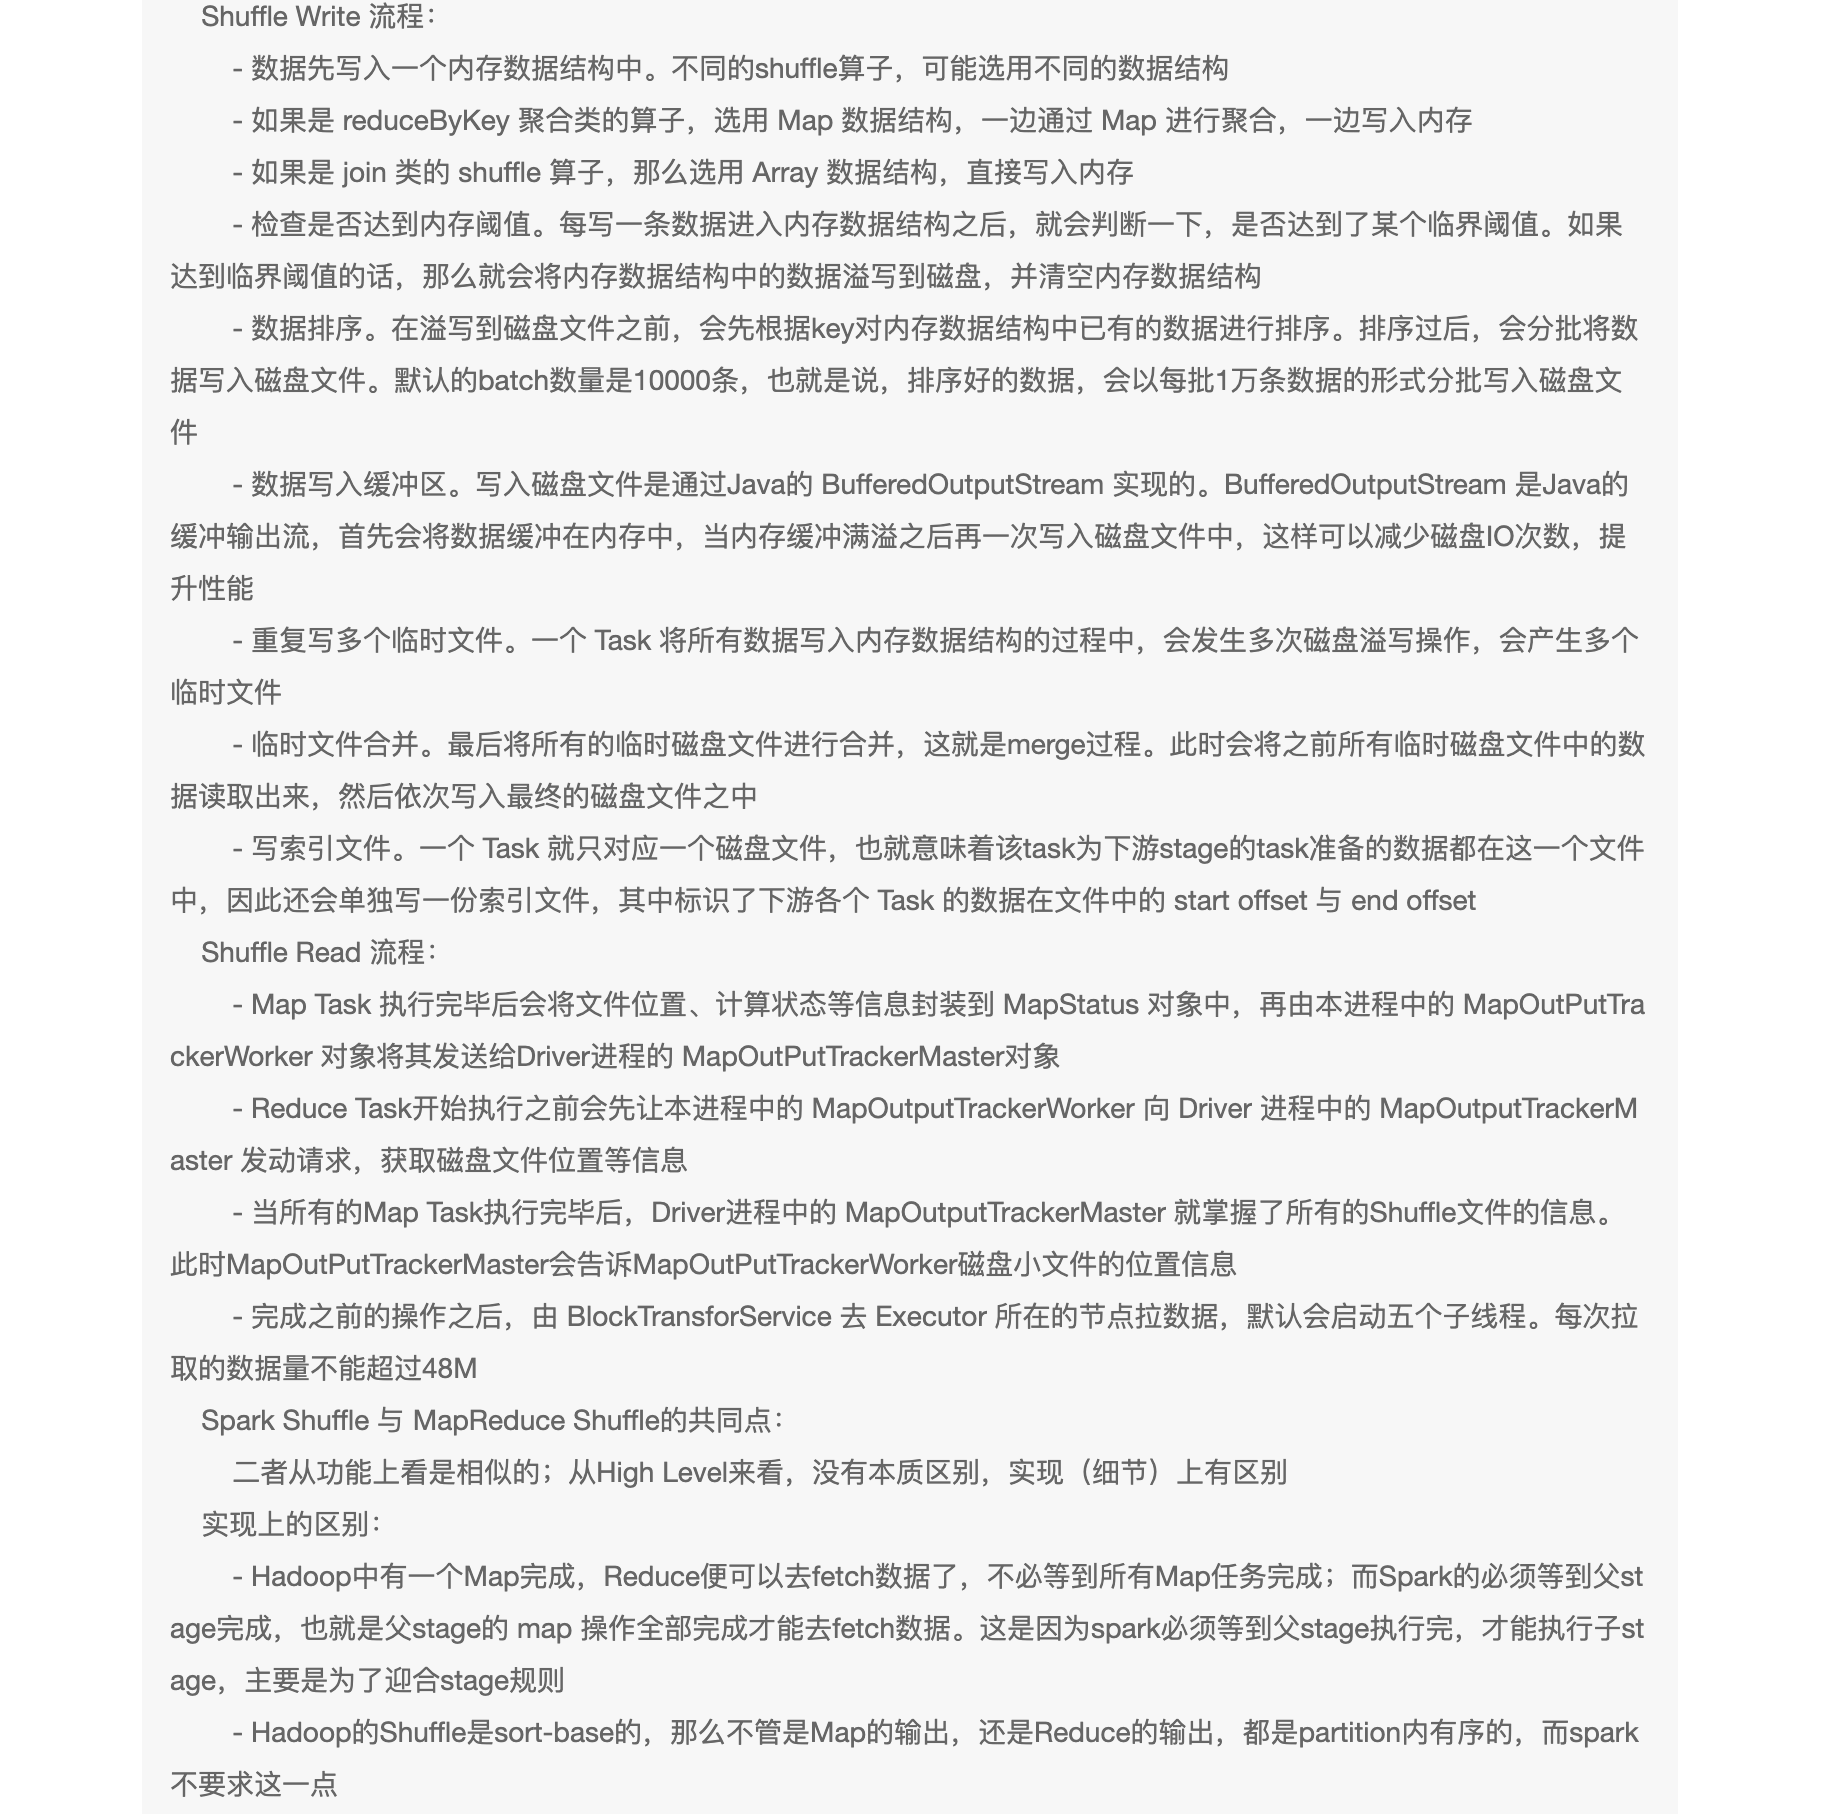 Shuffle Write 流程：
- 数据先写入一个内存数据结构中。不同的shuffle算子，可能选用不同的数据结构
- 如果是 reduceByKey 聚合类的算子，选用 Map 数据结构，一边通过 Map 进行聚合，一边写入内存
- 如果是 join 类的 shuffle 算子，那么选用 Array 数据结构，直接写入内存
- 检查是否达到内存阈值。每写一条数据进入内存数据结构之后，就会判断一下，是否达到了某个临界阈值。如果
达到临界阈值的话，那么就会将内存数据结构中的数据溢写到磁盘，并清空内存数据结构
- 数据排序。在溢写到磁盘文件之前，会先根据key对内存数据结构中已有的数据进行排序。排序过后，会分批将数
据写入磁盘文件。默认的batch数量是10000条，也就是说，排序好的数据，会以每批1万条数据的形式分批写入磁盘文
件
- 数据写入缓冲区。写入磁盘文件是通过Java的 BufferedOutputStream 实现的。BufferedOutputStream 是Java的
缓冲输出流，首先会将数据缓冲在内存中，当内存缓冲满溢之后再一次写入磁盘文件中，这样可以减少磁盘IO次数，提
升性能
- 重复写多个临时文件。一个 Task 将所有数据写入内存数据结构的过程中，会发生多次磁盘溢写操作，会产生多个
临时文件
- 临时文件合并。最后将所有的临时磁盘文件进行合并，这就是merge过程。此时会将之前所有临时磁盘文件中的数
据读取出来，然后依次写入最终的磁盘文件之中
- 写索引文件。一个 Task 就只对应一个磁盘文件，也就意味着该task为下游stage的task准备的数据都在这一个文件
中，因此还会单独写一份索引文件，其中标识了下游各个 Task 的数据在文件中的 start offset 与 end offset
Shuffle Read 流程：
- Map Task 执行完毕后会将文件位置、计算状态等信息封装到 MapStatus 对象中，再由本进程中的 MapOutPutTra
ckerWorker 对象将其发送给Driver进程的 MapOutPutTrackerMaster对象
- Reduce Task开始执行之前会先让本进程中的 MapOutputTrackerWorker 向 Driver 进程中的 MapOutputTrackerM
aster 发动请求，获取磁盘文件位置等信息
- 当所有的Map Task执行完毕后，Driver进程中的 MapOutputTrackerMaster 就掌握了所有的Shuffle文件的信息。
此时MapOutPutTrackerMaster会告诉MapOutPutTrackerWorker磁盘小文件的位置信息
- 完成之前的操作之后，由 BlockTransforService 去 Executor 所在的节点拉数据，默认会启动五个子线程。每次拉
取的数据量不能超过48M
Spark Shuffle 与 MapReduce Shuffle的共同点：
二者从功能上看是相似的；从High Level来看，没有本质区别，实现（细节）上有区别
实现上的区别：
- Hadoop中有一个Map完成，Reduce便可以去fetch数据了，不必等到所有Map任务完成；而Spark的必须等到父st
age完成，也就是父stage的 map 操作全部完成才能去fetch数据。这是因为spark必须等到父stage执行完，才能执行子st
age，主要是为了迎合stage规则
- Hadoop的Shuffle是sort-base的，那么不管是Map的输出，还是Reduce的输出，都是partition内有序的，而spark
不要求这一点